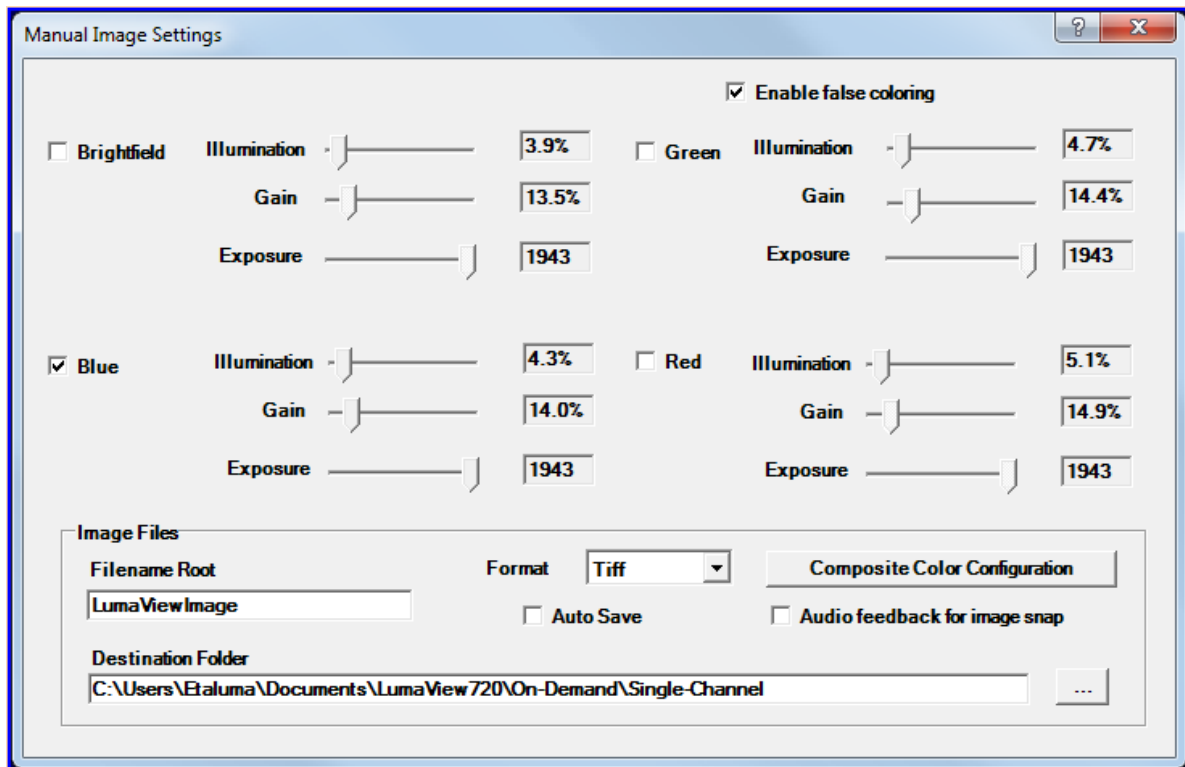 Manual Image Settings
Enable false coloring
Brightfield
Illumination 3.9%
Gain 13.5%
Exposure 1943
Green
Illumination 4.7%
Gain 14.4%
Exposure 1943
Blue
Illumination 4.3%
Gain 14.0%
Exposure 1943
Red
Illumination 5.1%
Gain 14.9%
Exposure 1943
Image Files
Filename Root
LumaViewImage
Format Tiff
Composite Color Configuration
Auto Save
Audio feedback for image snap
Destination Folder
C:\Users\Etaluma\Documents\LumaView720\On-Demand\Single-Channel
...